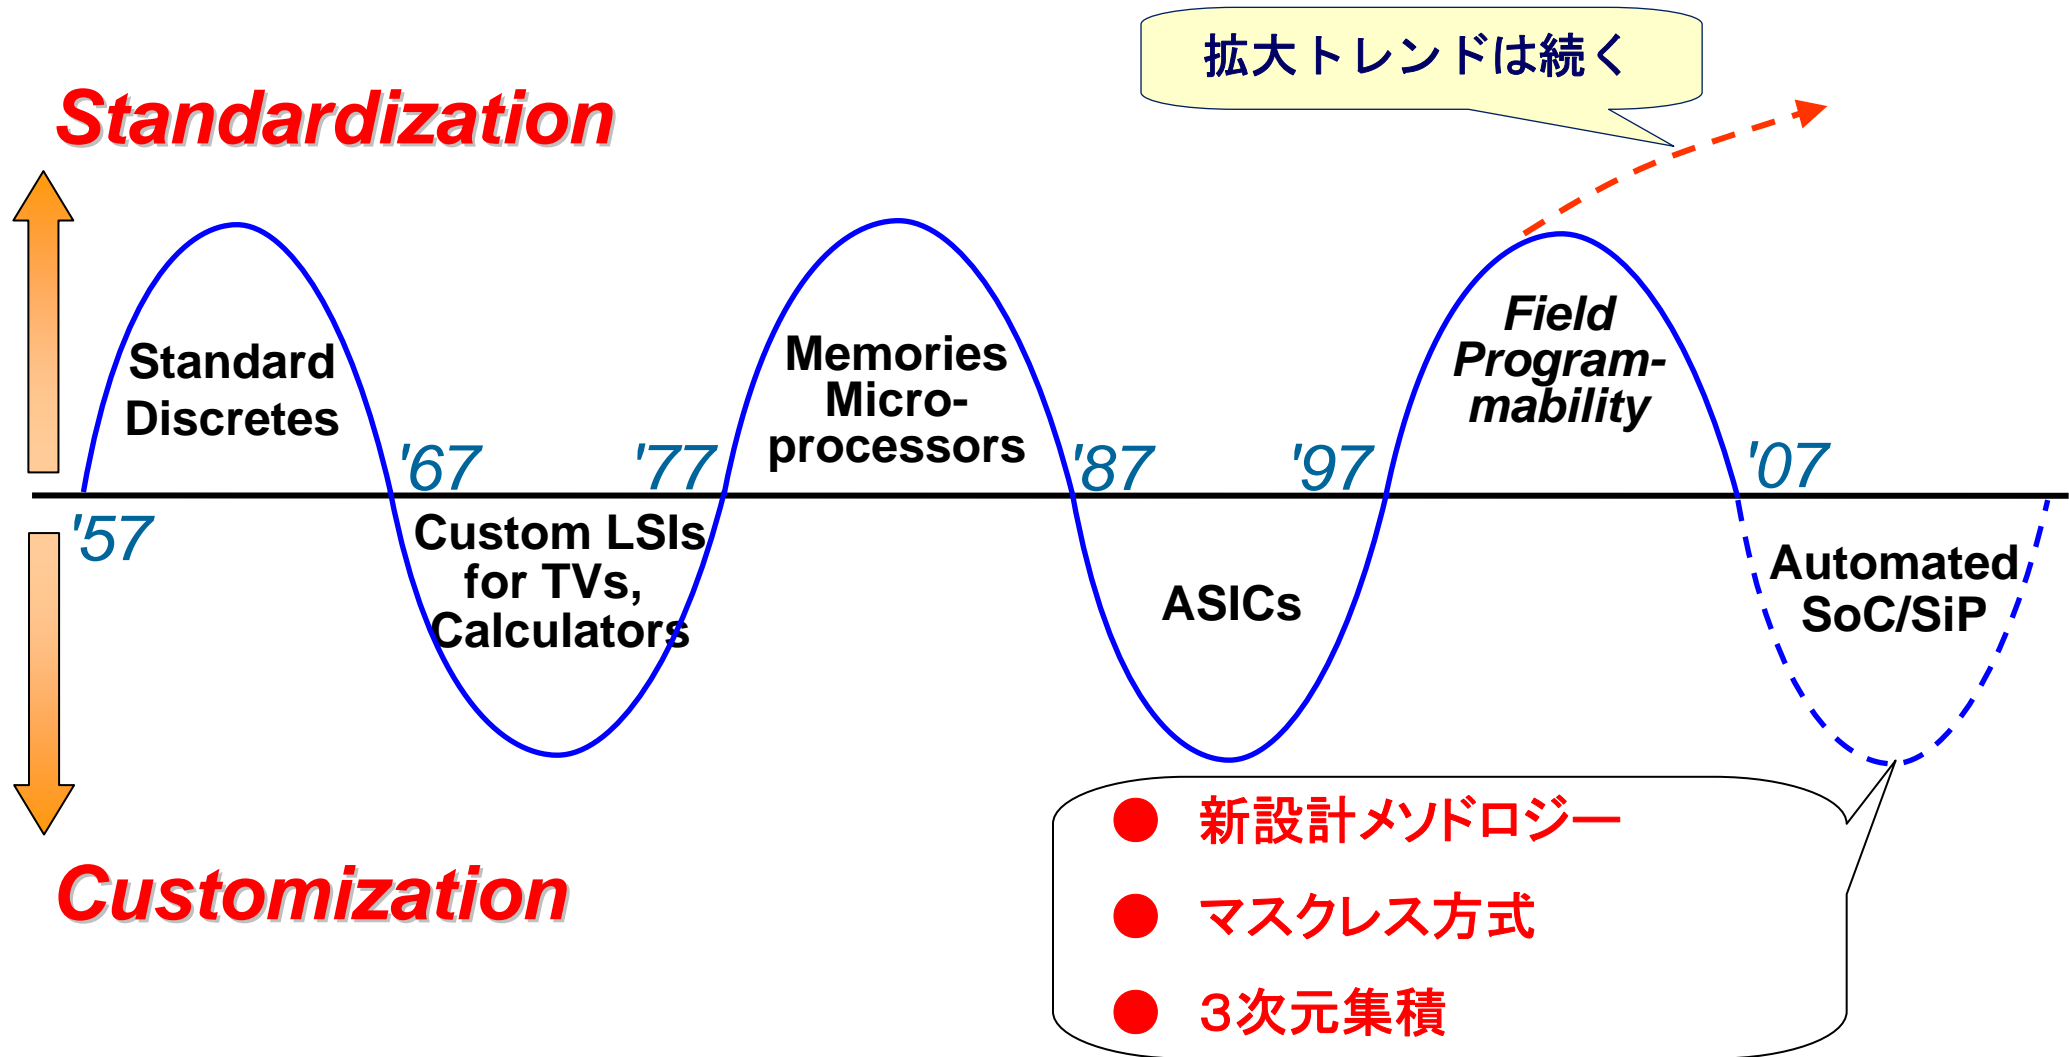 拡大トレンドは続く
Standardization
Standard
Discretes
Memories
Micro-
processors
Field
Program-
mability
'57
'67
'77
'87
'97
'07
Custom LSIs
for TVs,
Calculators
ASICs
Automated
SoC/SiP
Customization
● 新設計メソドロジー
● マスクレス方式
● 3次元集積